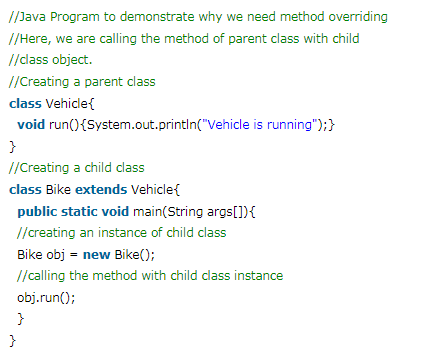 //Java Program to demonstrate why we need method overriding
//Here, we are calling the method of parent class with child
//class object.
//Creating a parent class
class Vehicle{
  void run(){System.out.println("Vehicle is running");}
}
//Creating a child class
class Bike extends Vehicle{
  public static void main(String args[]){
  //creating an instance of child class
  Bike obj = new Bike();
  //calling the method with child class instance
  obj.run();
  }
}